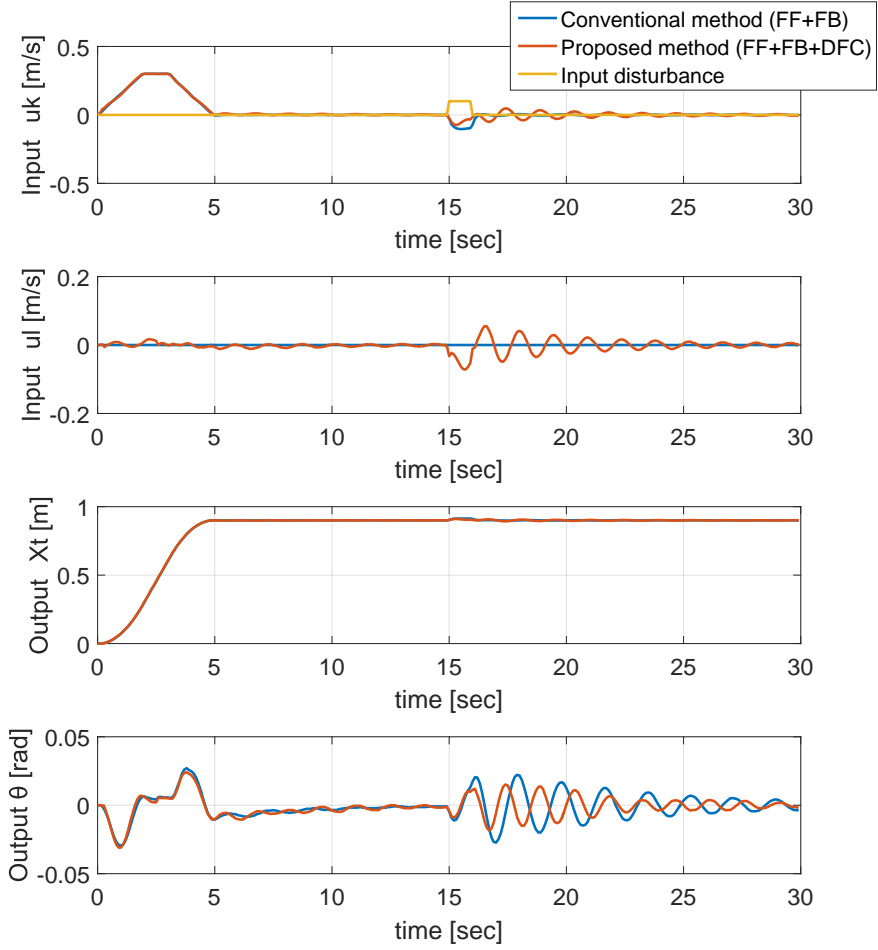 Conventional method (FF+FB)
Proposed method (FF+FB+DFC)
Input disturbance
Input uk [m/s]
0.5
0
-0.5
0 5 10 15 20 25 30
time [sec]
Input ul [m/s]
0.2
0
-0.2
0 5 10 15 20 25 30
time [sec]
Output Xt [m]
1
0.5
0
0 5 10 15 20 25 30
time [sec]
Output θ [rad]
0.05
0
-0.05
0 5 10 15 20 25 30
time [sec]